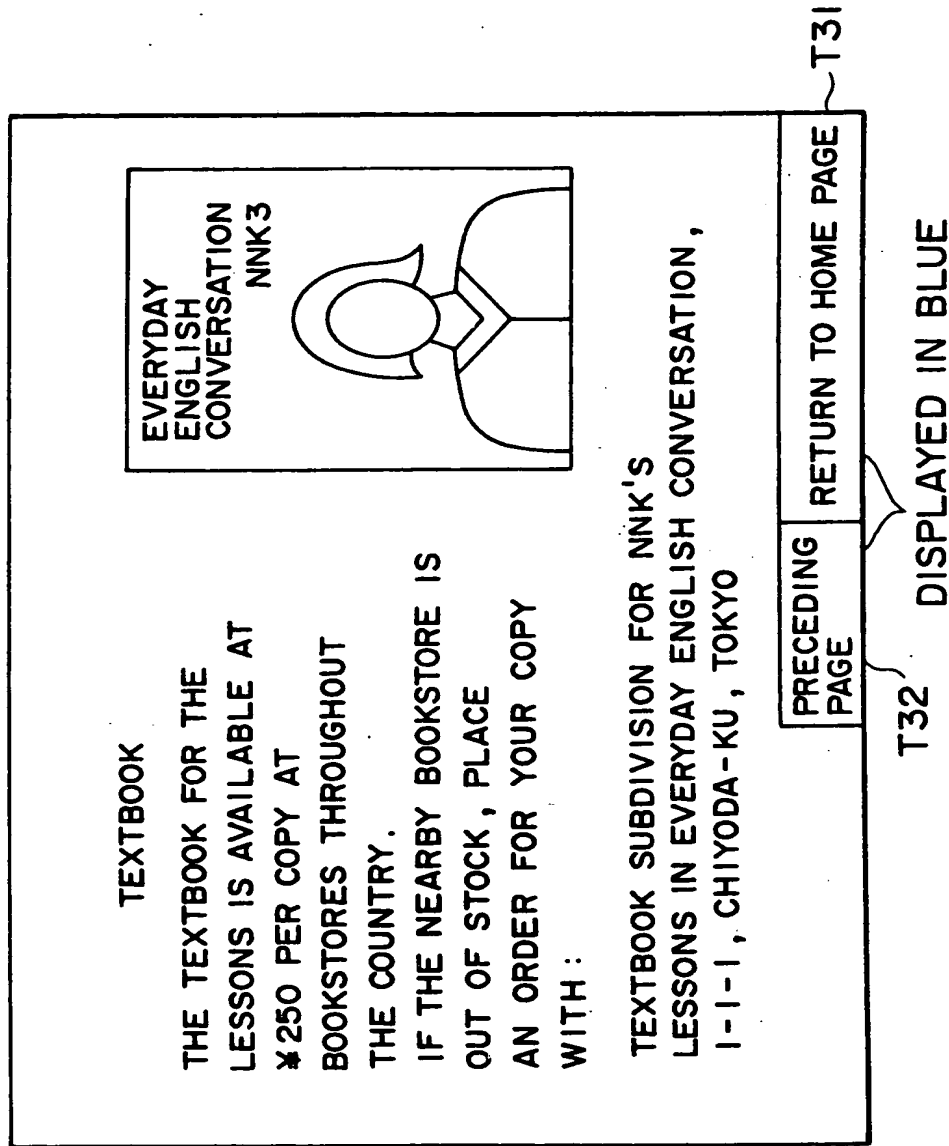 TEXTBOOK
THE TEXTBOOK FOR THE
LESSONS IS AVAILABLE AT
¥250 PER COPY AT
BOOKSTORES THROUGHOUT
THE COUNTRY.
IF THE NEARBY BOOKSTORE IS
OUT OF STOCK, PLACE
AN ORDER FOR YOUR COPY
WITH:
EVERYDAY
ENGLISH
CONVERSATION
NNK3
TEXTBOOK SUBDIVISION FOR NNK'S
LESSONS IN EVERYDAY ENGLISH CONVERSATION,
1-1-1, CHIYODA-KU, TOKYO
PRECEDING
PAGE
RETURN TO HOME PAGE
T31
T32
DISPLAYED IN BLUE